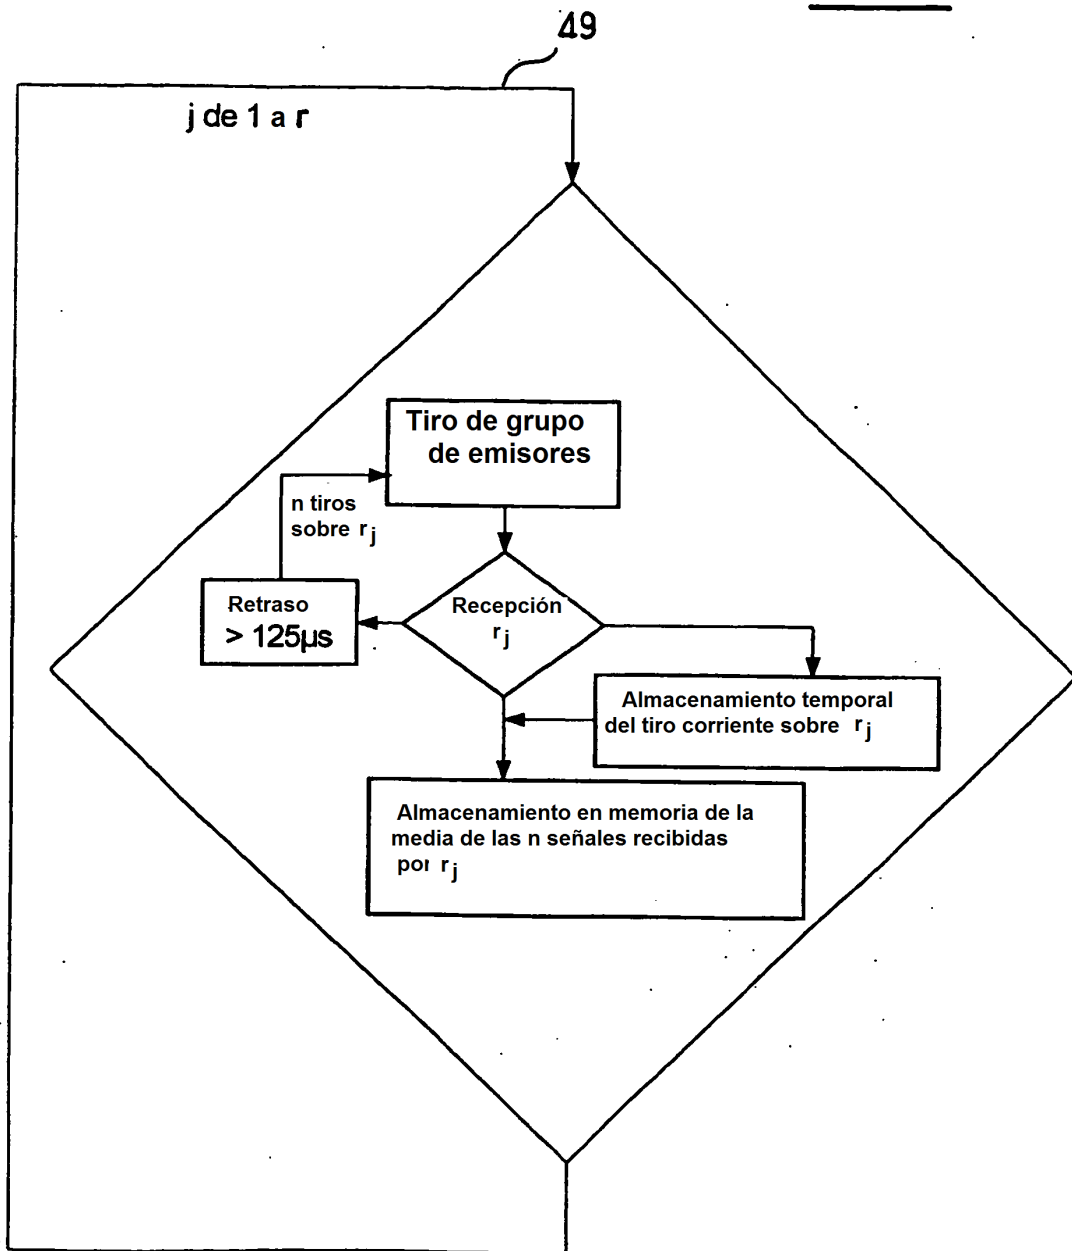 49
j de 1 a r
Tiro de grupo
de emisores
n tiros
sobre rj
Retraso
> 125µs
Recepción
rj
Almacenamiento temporal
del tiro corriente sobre rj
Almacenamiento en memoria de la
media de las n señales recibidas
por rj